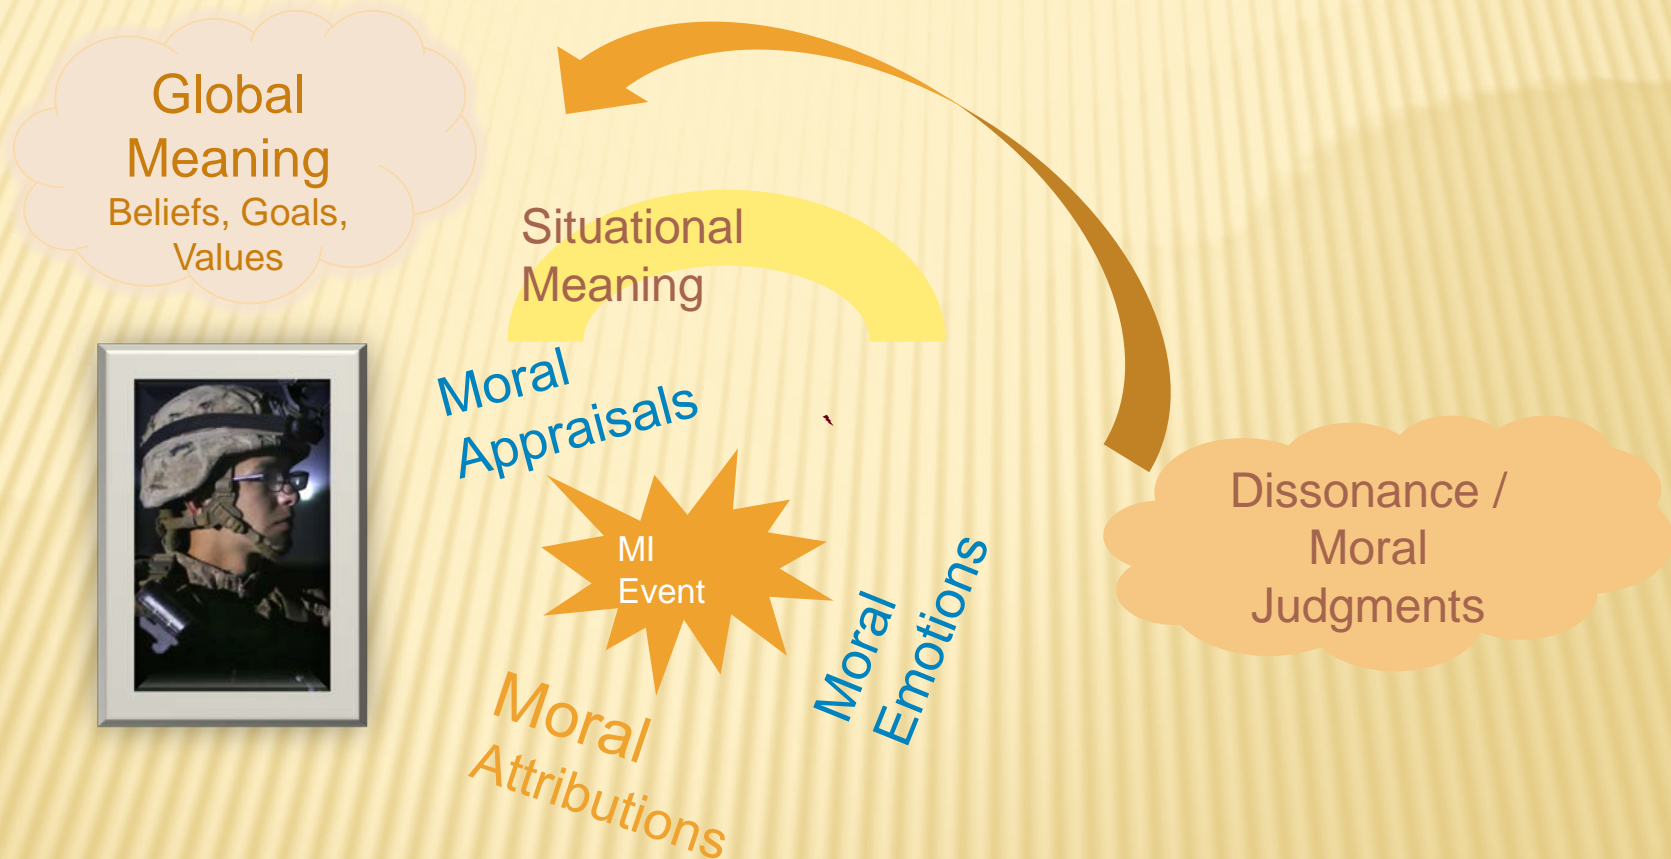 Global
Meaning
Beliefs, Goals,
Values
Situational
Meaning
Moral
Appraisals
MI
Event
Moral
Emotions
Moral
Attributions
Dissonance /
Moral
Judgments